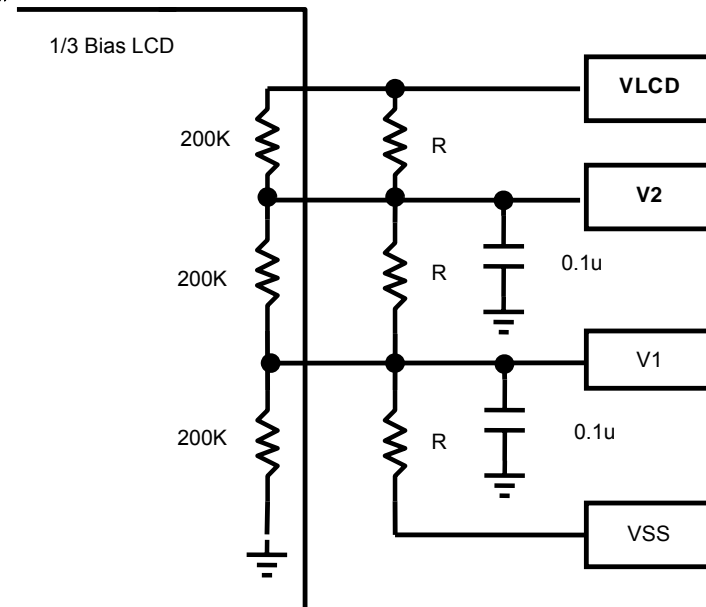 1/3 Bias LCD
VLCD
200K
R
V2
0.1u
200K
R
V1
0.1u
200K
R
VSS